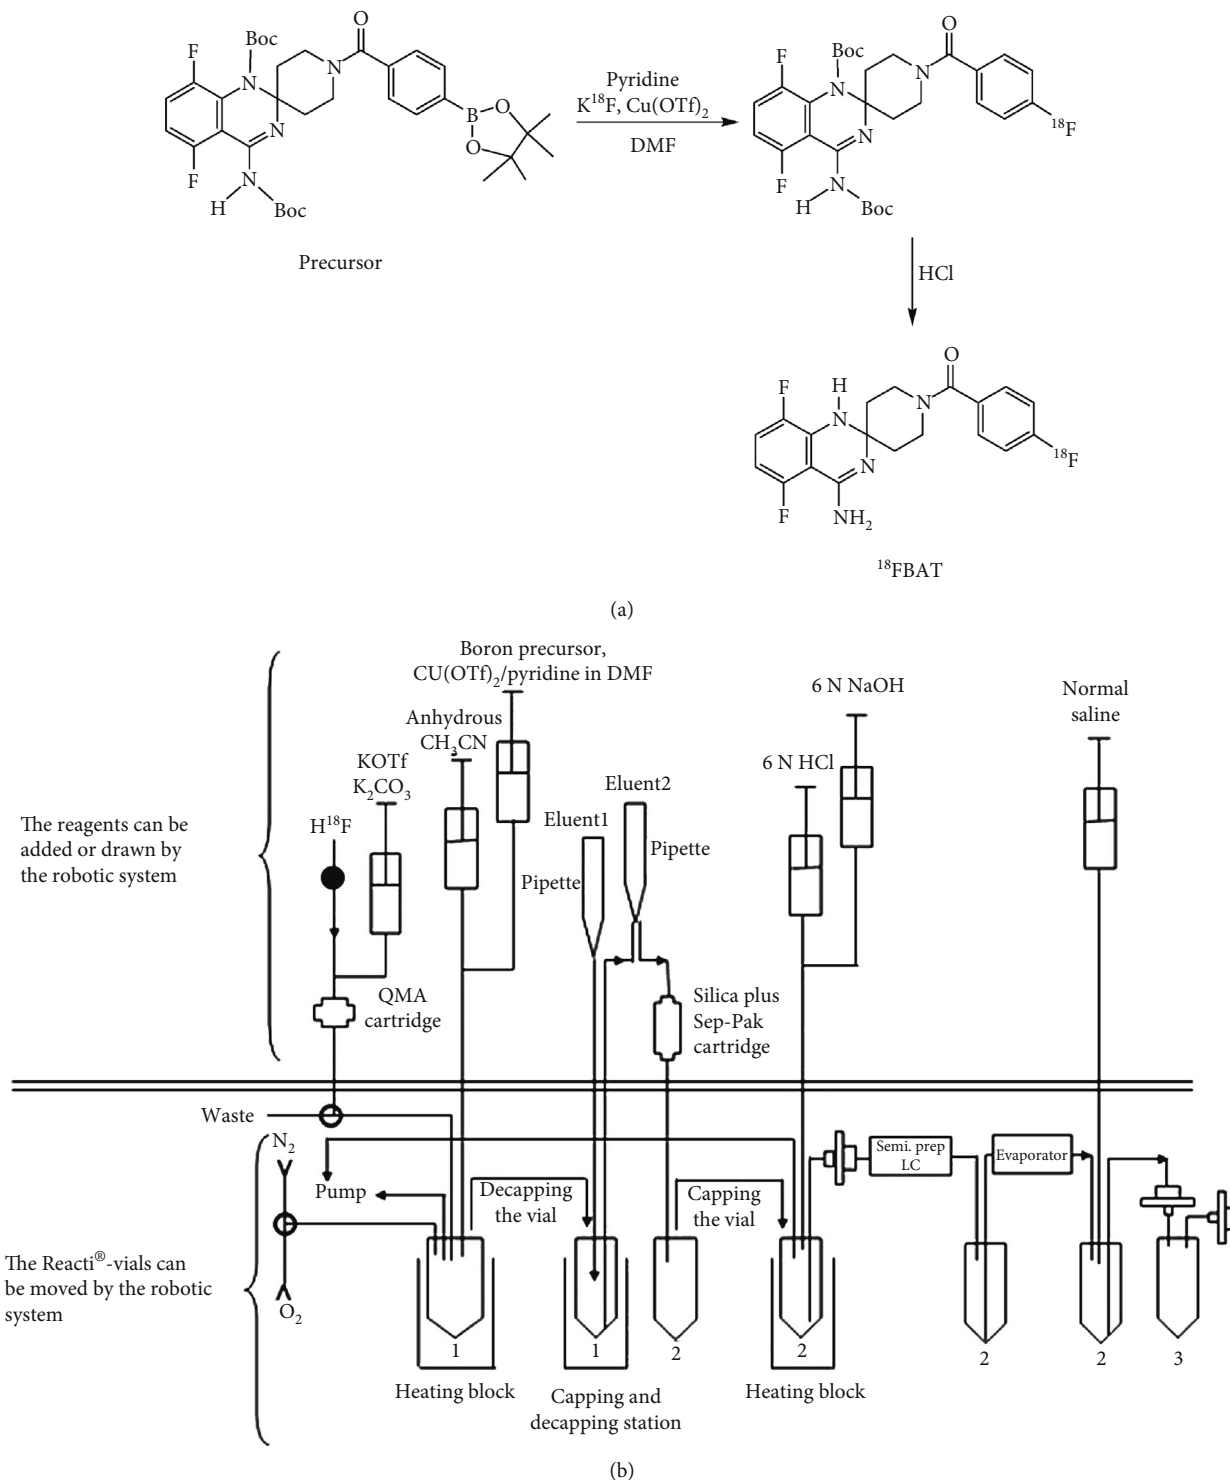 O
Boc
F
N
N
N
F
N
H
Boc
B
O
O
Precursor
Pyridine
K¹⁸F, Cu(OTf)₂
DMF
O
Boc
F
N
N
N
¹⁸F
F
N
H
Boc
HCl
O
H
F
N
N
N
¹⁸F
F
NH₂
¹⁸FBAT
(a)
Boron precursor,
CU(OTf)₂/pyridine in DMF
6 N NaOH
Normal
saline
Anhydrous
CH₃CN
KOTf
K₂CO₃
6 N HCl
Eluent2
Eluent1
H¹⁸F
The reagents can be
added or drawn by
the robotic system
Pipette
Pipette
QMA
cartridge
Silica plus
Sep-Pak
cartridge
Waste
N₂
Pump
Decapping
the vial
Capping
the vial
Semi. prep
LC
Evaporator
The Reacti®-vials can
be moved by the robotic
system
O₂
1
1
2
2
2
2
3
Heating block
Capping and
decapping station
Heating block
(b)